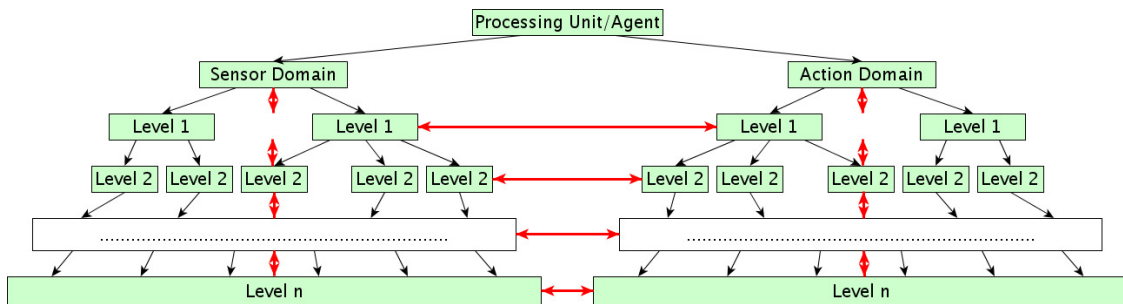 Processing Unit/Agent
Sensor Domain
Action Domain
Level 1
Level 1
Level 1
Level 1
Level 2
Level 2
Level 2
Level 2
Level 2
Level 2
Level 2
Level 2
Level 2
Level 2
........................................................................................
........................................................................................
Level n
Level n